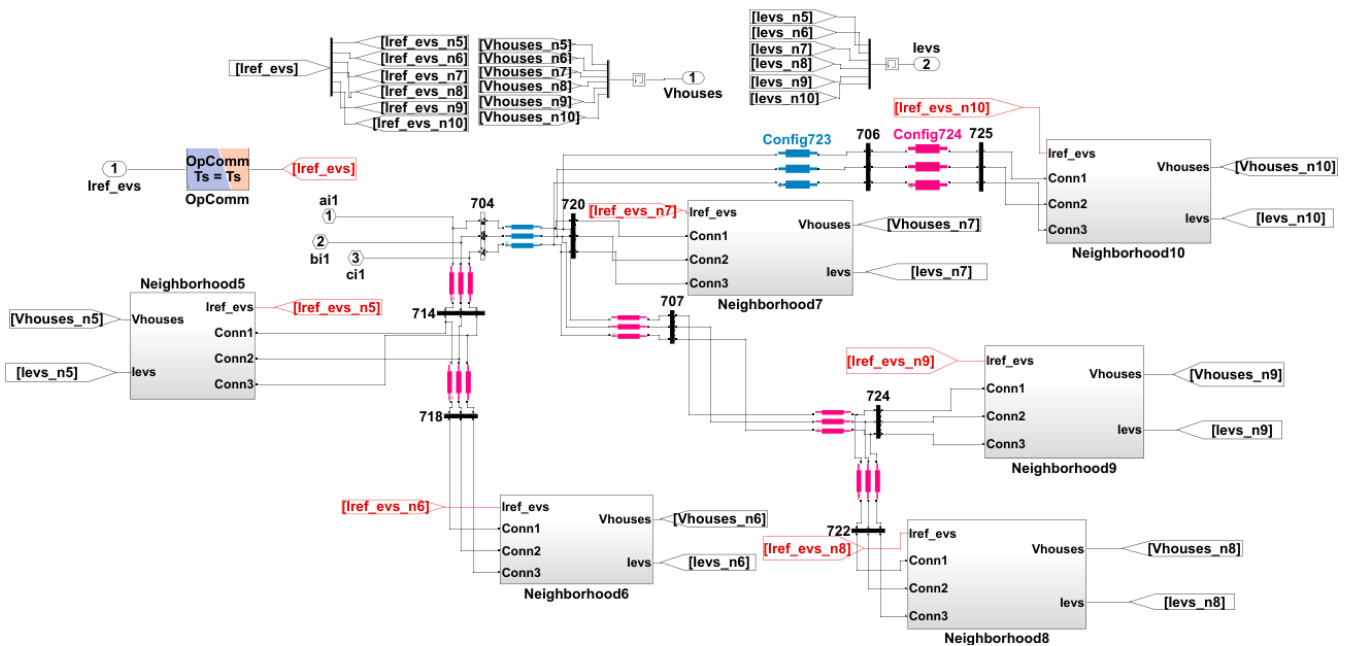 [Iref_evs]
[Iref_evs_n5]
[Iref_evs_n6]
[Iref_evs_n7]
[Iref_evs_n8]
[Iref_evs_n9]
[Iref_evs_n10]
[Vhouses_n5]
[Vhouses_n6]
[Vhouses_n7]
[Vhouses_n8]
[Vhouses_n9]
[Vhouses_n10]
1
Vhouses
[Ievs_n5]
[Ievs_n6]
[Ievs_n7]
[Ievs_n8]
[Ievs_n9]
[Ievs_n10]
Ievs
2
1
Iref_evs
OpComm
Ts = Ts
OpComm
[Iref_evs]
ai1
1
2
bi1
3
ci1
704
720
Config723
706
Config724
725
[Iref_evs_n10]
Iref_evs
Conn1
Conn2
Conn3
Vhouses
Ievs
Neighborhood10
[Vhouses_n10]
[Ievs_n10]
[Iref_evs_n7]
Iref_evs
Conn1
Conn2
Conn3
Vhouses
Ievs
Neighborhood7
[Vhouses_n7]
[Ievs_n7]
Neighborhood5
[Vhouses_n5]
[Ievs_n5]
Vhouses
Ievs
Iref_evs
Conn1
Conn2
Conn3
[Iref_evs_n5]
714
718
707
724
722
[Iref_evs_n9]
Iref_evs
Conn1
Conn2
Conn3
Vhouses
Ievs
Neighborhood9
[Vhouses_n9]
[Ievs_n9]
[Iref_evs_n6]
Iref_evs
Conn1
Conn2
Conn3
Vhouses
Ievs
Neighborhood6
[Vhouses_n6]
[Ievs_n6]
[Iref_evs_n8]
Iref_evs
Conn1
Conn2
Conn3
Vhouses
Ievs
Neighborhood8
[Vhouses_n8]
[Ievs_n8]